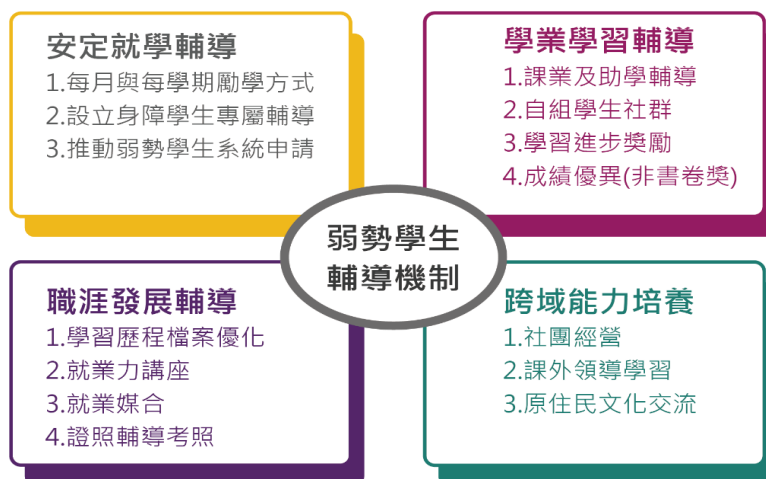 安定就學輔導
1.每月與每學期勵學方式
2.設立身障學生專屬輔導
3.推動弱勢學生系統申請
學業學習輔導
1.課業及助學輔導
2.自組學生社群
3.學習進步獎勵
4.成績優異(非書卷獎)
弱勢學生
輔導機制
職涯發展輔導
1.學習歷程檔案優化
2.就業力講座
3.就業媒合
4.證照輔導考照
跨域能力培養
1.社團經營
2.課外領導學習
3.原住民文化交流